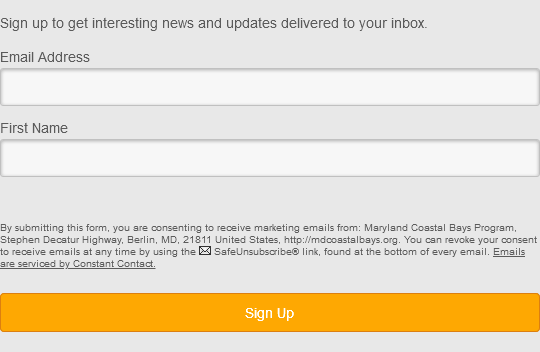 Sign up to get interesting news and updates delivered to your inbox.
Email Address
First Name
By submitting this form, you are consenting to receive marketing emails from: Maryland Coastal Bays Program,
Stephen Decatur Highway, Berlin, MD, 21811 United States, http://mdcoastalbays.org. You can revoke your consent
to receive emails at any time by using the SafeUnsubscribe® link, found at the bottom of every email. Emails
are serviced by Constant Contact.
Sign Up